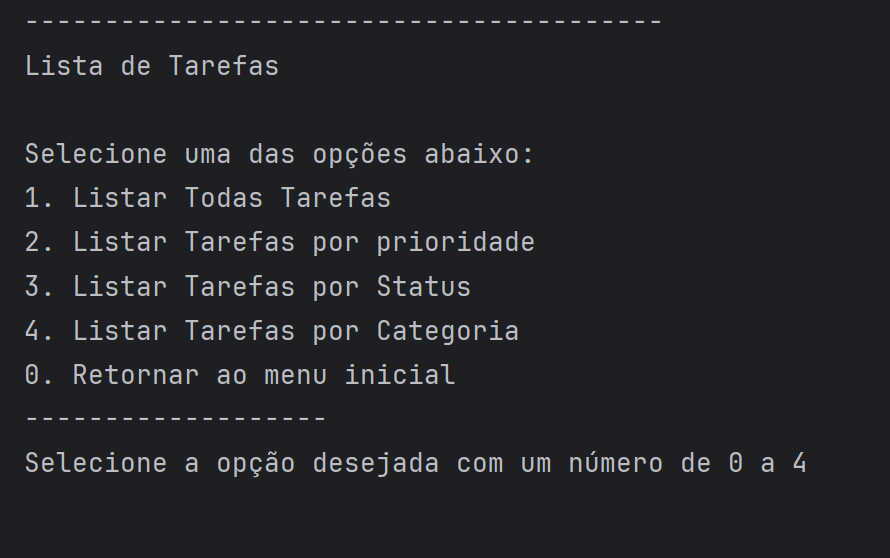 ----------------------------------------
Lista de Tarefas
Selecione uma das opções abaixo:
1. Listar Todas Tarefas
2. Listar Tarefas por prioridade
3. Listar Tarefas por Status
4. Listar Tarefas por Categoria
0. Retornar ao menu inicial
-------------------
Selecione a opção desejada com um número de 0 a 4